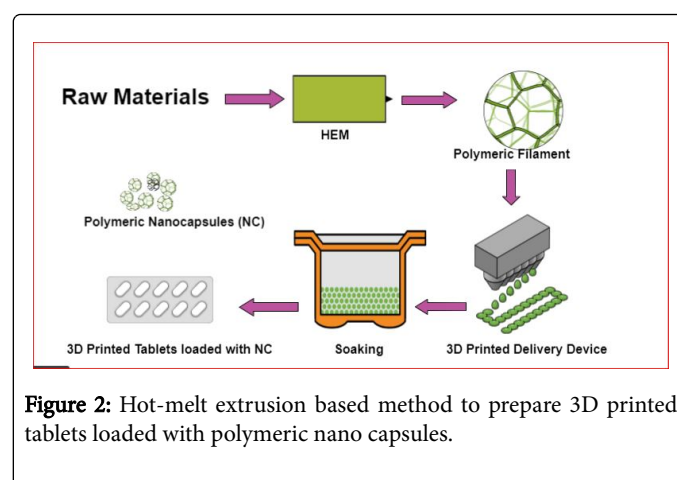 Raw Materials
HEM
Polymeric Filament
Polymeric Nanocapsules (NC)
3D Printed Tablets loaded with NC
Soaking
3D Printed Delivery Device
Figure 2: Hot-melt extrusion based method to prepare 3D printed
tablets loaded with polymeric nano capsules.